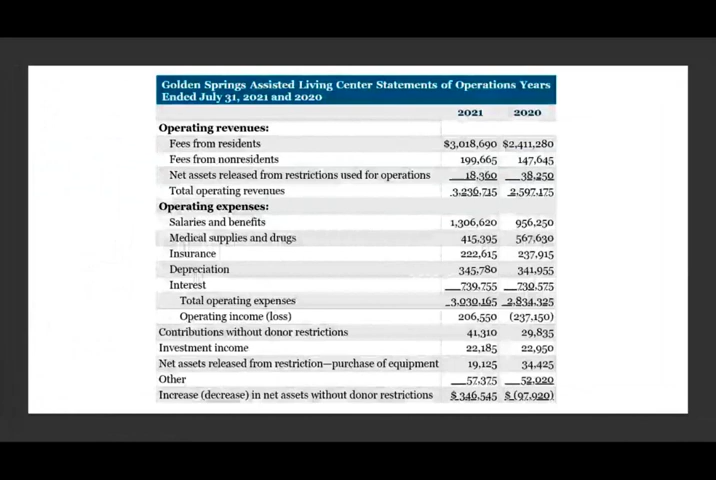 Golden Springs Assisted Living Center Statements of Operations Years
Ended July 31, 2021 and 2020
2021 2020
Operating revenues:
Fees from residents $3,018,690 $2,411,280
Fees from nonresidents 199,665 147,645
Net assets released from restrictions used for operations 18,360 38,250
Total operating revenues 3,236,715 2,597,175
Operating expenses:
Salaries and benefits 1,306,620 956,250
Medical supplies and drugs 415,395 567,630
Insurance 222,615 237,915
Depreciation 345,780 341,955
Interest 739,755 730,575
Total operating expenses 3,030,165 2,834,325
Operating income (loss) 206,550 (237,150)
Contributions without donor restrictions 41,310 29,835
Investment income 22,185 22,950
Net assets released from restriction—purchase of equipment 19,125 34,425
Other 57,375 52,020
Increase (decrease) in net assets without donor restrictions $ 346,545 $ (97,920)